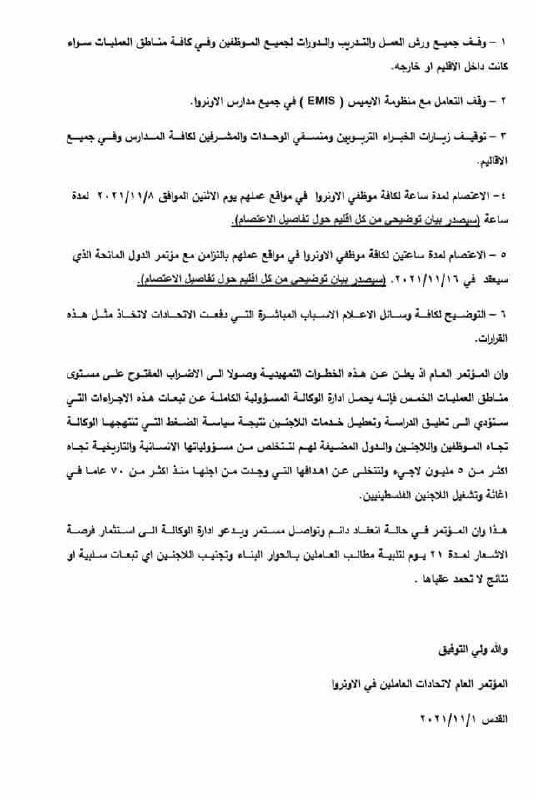 ١ – وقف جميع ورش العمل والتدريب والدورات لجميع الموظفين وفي كافة مناطق العمليات سواء
كانت داخل الاقليم او خارجه.
٢ – وقف التعامل مع منظومة الايميس ( EMIS ) في جميع مدارس الاونروا.
٣ – توقيف زيارات الخبراء التربويين ومنسقي الوحدات والمشرفين لكافة المدارس وفي جميع
الاقاليم.
٤– الاعتصام لمدة ساعة لكافة موظفي الاونروا في مواقع عملهم يوم الاثنين الموافق ٢٠٢١/١١/٨ لمدة
ساعة (سيصدر بيان توضيحي من كل اقليم حول تفاصيل الاعتصام).
٥ – الاعتصام لمدة ساعتين لكافة موظفي الاونروا في مواقع عملهم بالتزامن مع مؤتمر الدول المانحة الذي
سيعقد في ٢٠٢١/١١/١٦. (سيصدر بيان توضيحي من كل اقليم حول تفاصيل الاعتصام).
٦ – التوضيح لكافة وسائل الاعلام الاسباب المباشرة التي دفعت الاتحادات لاتخاذ مثل هذه
القرارات.
وان المؤتمر العام اذ يعلن عن هذه الخطوات التمهيدية وصولا الى الاضراب المفتوح على مستوى
مناطق العمليات الخمس فإنه يحمل ادارة الوكالة المسؤولية الكاملة عن تبعات هذه الاجراءات التي
ستؤدي الى تعليق الدراسة وتعطيل خدمات اللاجئين نتيجة سياسة الضغط التي تنتهجها الوكالة
تجاه الموظفين واللاجئين والدول المضيفة لهم لتتخلص من مسؤولياتها الانسانية والتاريخية تجاه
اكثر من ٥ مليون لاجيء ولتتخلى عن اهدافها التي وجدت من اجلها منذ اكثر من ٧٠ عاما في
اغاثة وتشغيل اللاجئين الفلسطينيين.
هذا وان المؤتمر في حالة انعقاد دائم وتواصل مستمر ويدعو ادارة الوكالة الى استثمار فرصة
الاشعار لمدة ٢١ يوم لتلبية مطالب العاملين بالحوار البناء وتجنيب اللاجئين اي تبعات سلبية او
نتائج لا تحمد عقباها .
والله ولي التوفيق
المؤتمر العام لاتحادات العاملين في الاونروا
القدس ٢٠٢١/١١/١